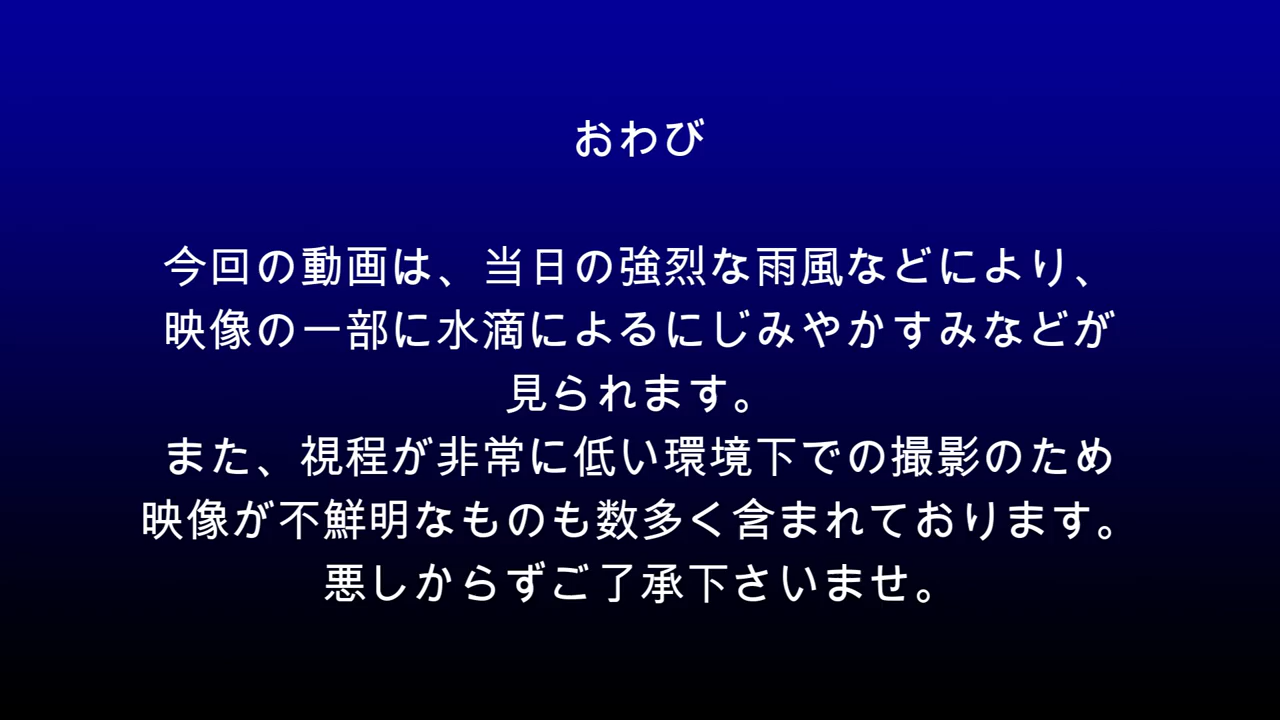 おわび
今回の動画は、当日の強烈な雨風などにより、
映像の一部に水滴によるにじみやかすみなどが
見られます。
また、視程が非常に低い環境下での撮影のため
映像が不鮮明なものも数多く含まれております。
悪しからずご了承下さいませ。